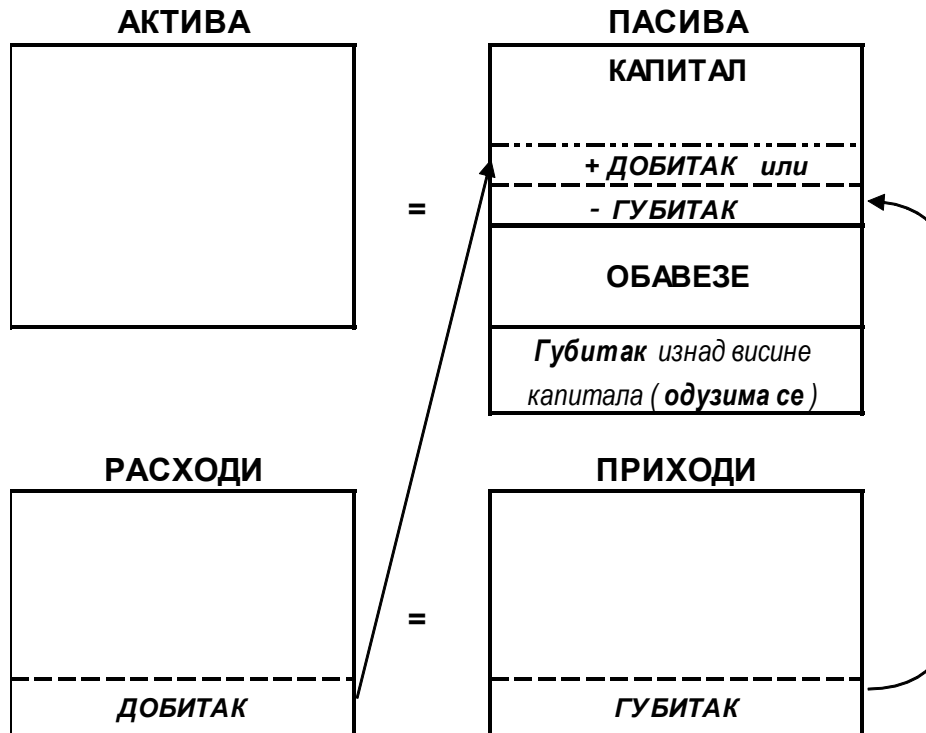 АКТИВА
ПАСИВА
КАПИТАЛ
+ ДОБИТАК или
=
- ГУБИТАК
ОБАВЕЗЕ
Губитак изнад висине
капитала ( одузима се )
РАСХОДИ
ПРИХОДИ
=
ДОБИТАК
ГУБИТАК